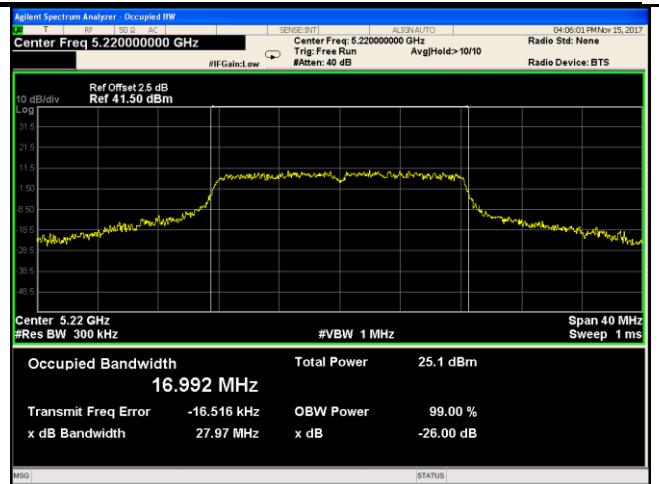 Agilent Spectrum Analyzer - Occupied BW
T RF 50 Ω AC SENSE:INT ALIGN AUTO 04:06:01 PM Nov 15, 2017
Center Freq 5.220000000 GHz Center Freq: 5.220000000 GHz Radio Std: None
Trig: Free Run Avg|Hold:> 10/10
#IFGain:Low #Atten: 40 dB Radio Device: BTS
Ref Offset 2.5 dB
10 dB/div Ref 41.50 dBm
Log
31.5
21.5
11.5
1.50
-8.50
-18.5
-28.5
-38.5
-48.5
Center 5.22 GHz Span 40 MHz
#Res BW 300 kHz #VBW 1 MHz Sweep 1 ms
Occupied Bandwidth Total Power 25.1 dBm
16.992 MHz
Transmit Freq Error -16.516 kHz OBW Power 99.00 %
x dB Bandwidth 27.97 MHz x dB -26.00 dB
MSG STATUS